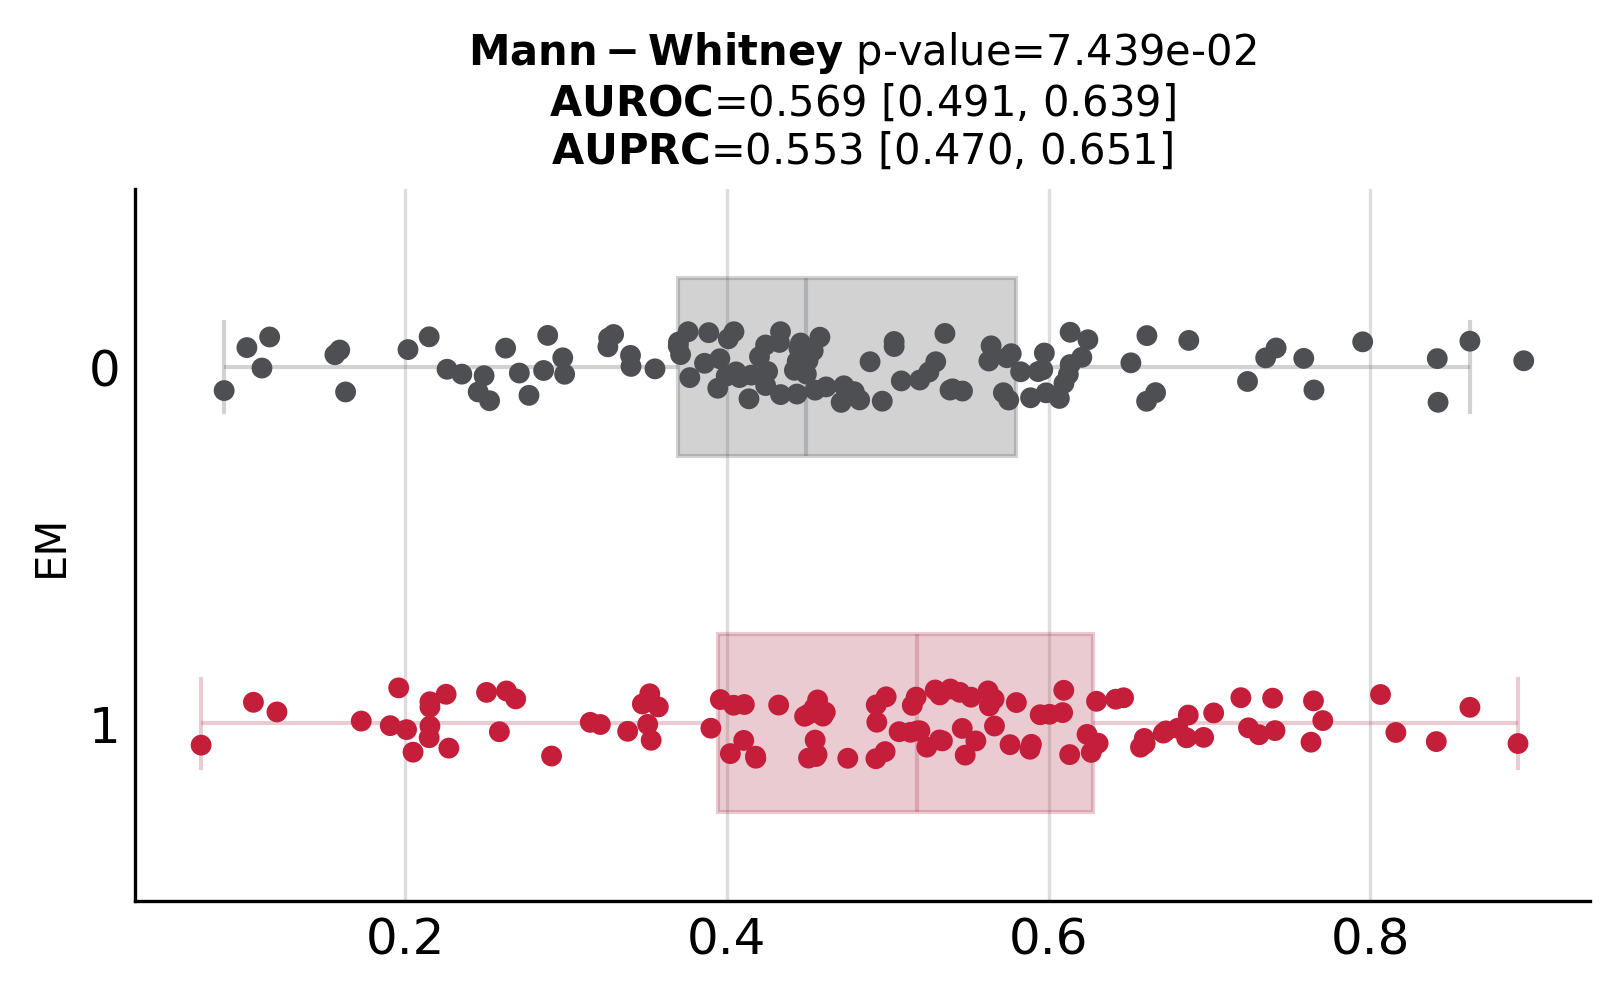 Mann – Whitney p-value=7.439e-02
AUROC=0.569 [0.491, 0.639]
AUPRC=0.553 [0.470, 0.651]
0
EM
1
0.2 0.4 0.6 0.8